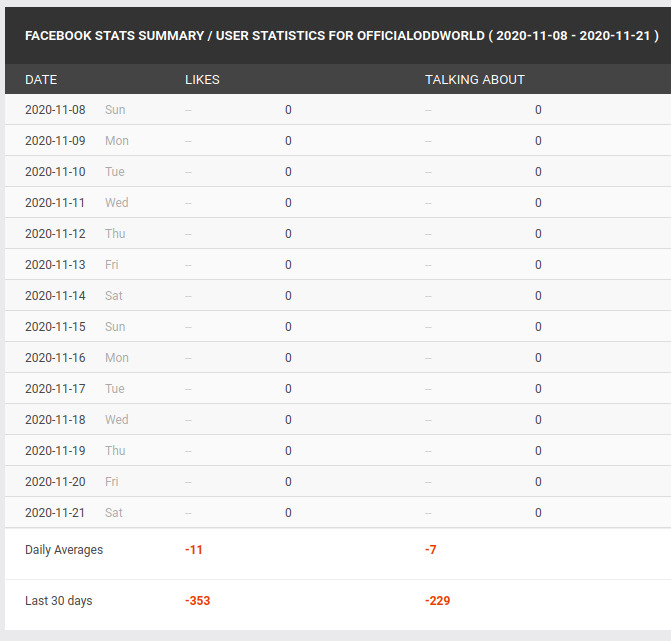 FACEBOOK STATS SUMMARY / USER STATISTICS FOR OFFICIALODDWORLD ( 2020-11-08 - 2020-11-21 )
DATE LIKES TALKING ABOUT
2020-11-08 Sun -- 0 -- 0
2020-11-09 Mon -- 0 -- 0
2020-11-10 Tue -- 0 -- 0
2020-11-11 Wed -- 0 -- 0
2020-11-12 Thu -- 0 -- 0
2020-11-13 Fri -- 0 -- 0
2020-11-14 Sat -- 0 -- 0
2020-11-15 Sun -- 0 -- 0
2020-11-16 Mon -- 0 -- 0
2020-11-17 Tue -- 0 -- 0
2020-11-18 Wed -- 0 -- 0
2020-11-19 Thu -- 0 -- 0
2020-11-20 Fri -- 0 -- 0
2020-11-21 Sat -- 0 -- 0
Daily Averages -11 -7
Last 30 days -353 -229